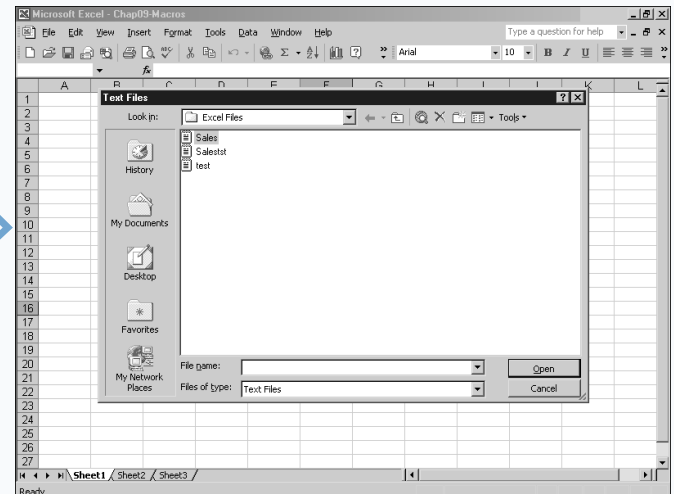 Microsoft Excel - Chap09-Macros
File Edit View Insert Format Tools Data Window Help
Type a question for help
Arial 10 B I U
fx
A B C D E F G H I J K L
Text Files
Look in: Excel Files Tools
Sales
Salestst
test
History
My Documents
Desktop
Favorites
My Network Places
File name: Open
Files of type: Text Files Cancel
1
2
3
4
5
6
7
8
9
10
11
12
13
14
15
16
17
18
19
20
21
22
23
24
25
26
27
Sheet1 Sheet2 Sheet3
Ready